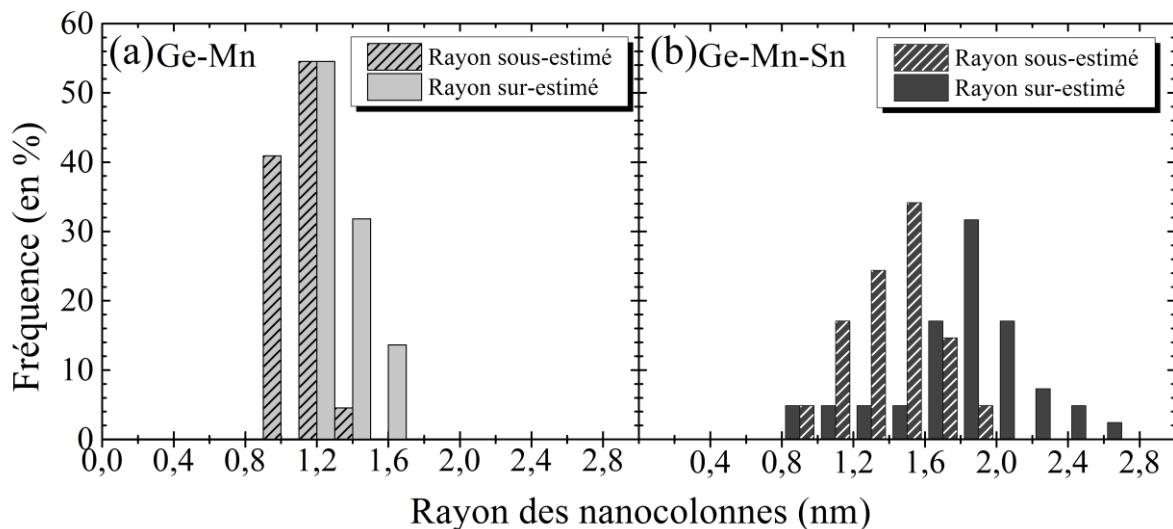 (a) Ge-Mn
Rayon sous-estimé
Rayon sur-estimé
(b) Ge-Mn-Sn
Rayon sous-estimé
Rayon sur-estimé
Fréquence (en %)
60
50
40
30
20
10
0
0,0 0,4 0,8 1,2 1,6 2,0 2,4 2,8
0,4 0,8 1,2 1,6 2,0 2,4 2,8
Rayon des nanocolonnes (nm)